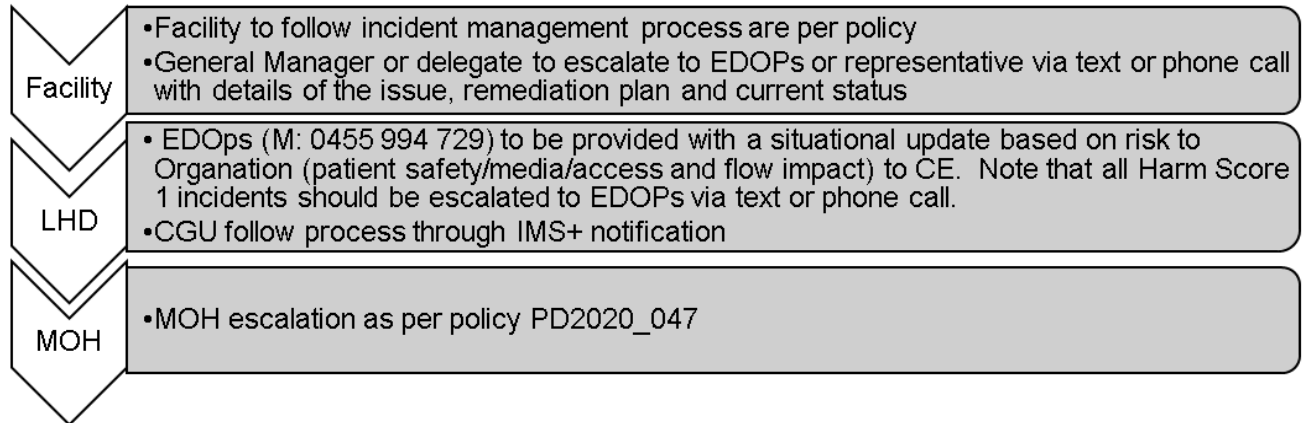 Facility
•Facility to follow incident management process are per policy
•General Manager or delegate to escalate to EDOPs or representative via text or phone call
with details of the issue, remediation plan and current status
LHD
• EDOps (M: 0455 994 729) to be provided with a situational update based on risk to
Organation (patient safety/media/access and flow impact) to CE. Note that all Harm Score
1 incidents should be escalated to EDOPs via text or phone call.
•CGU follow process through IMS+ notification
MOH
•MOH escalation as per policy PD2020_047